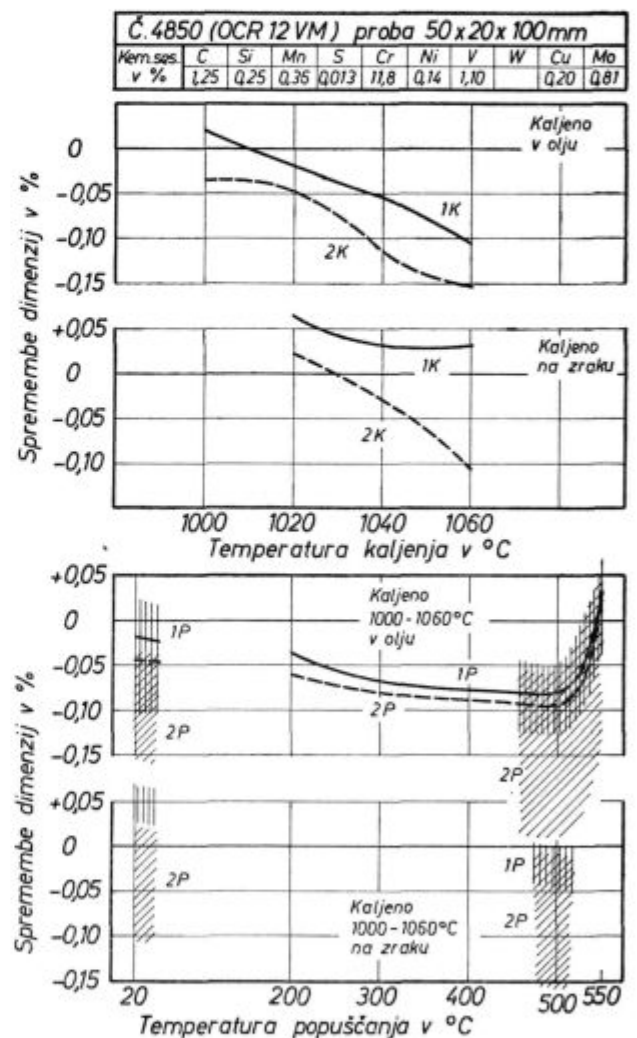 Č.4850 (OCR 12 VM) proba 50x20x100mm
Kem.ses. C Si Mn S Cr Ni V W Cu Mo
v % 1,25 0,25 0,35 0,013 11,8 0,14 1,10 0,20 0,81
Spremembe dimenzij v %
Kaljeno
v olju
0
-0,05
-0,10
-0,15
1K
2K
+0,05
0
-0,05
-0,10
Kaljeno
na zraku
1K
2K
1000 1020 1040 1060
Temperatura kaljenja v °C
Spremembe dimenzij v %
+0,05
0
-0,05
-0,10
-0,15
Kaljeno
1000-1060°C
v olju
1P
2P
1P
2P
2P
+0,05
0
-0,05
-0,10
-0,15
2P
1P
2P
Kaljeno
1000-1060°C
na zraku
20 200 300 400 500 550
Temperatura popuščanja v °C